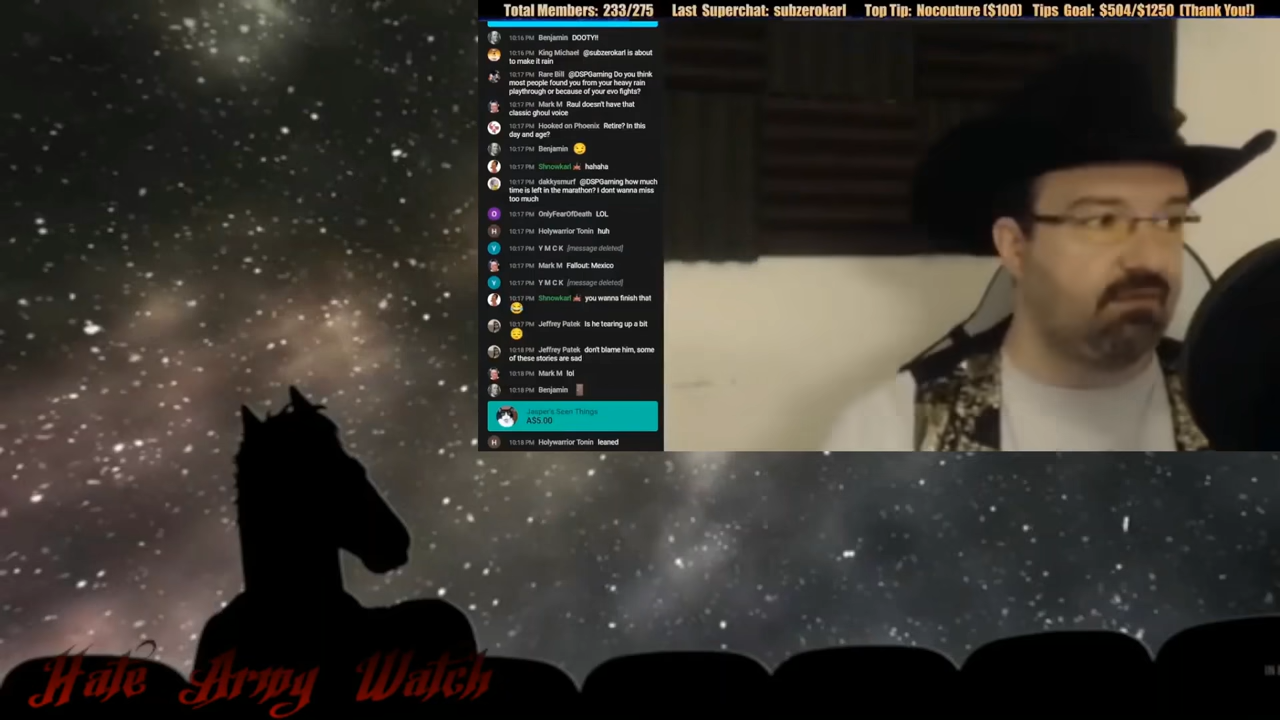 Total Members: 233/275 Last Superchat: subzerokarl Top Tip: Nocouture ($100) Tips Goal: $504/$1250 (Thank You!)
10:16 PM Benjamin DOOTY!!
10:16 PM King Michael @subzerokarl is about
to make it rain
10:17 PM Rare Bill @DSPGaming Do you think
most people found you from your heavy rain
playthrough or because of your evo fights?
10:17 PM Mark M Raul doesn't have that
classic ghoul voice
10:17 PM Hooked on Phoenix Retire? In this
day and age?
10:17 PM Benjamin 😏
10:17 PM Shnowkarl hahaha
10:17 PM dakkysmurf @DSPGaming how much
time is left in the marathon? I dont wanna miss
too much
O 10:17 PM OnlyFearOfDeath LOL
H 10:17 PM Holywarrior Tonin huh
Y 10:17 PM Y M C K [message deleted]
10:17 PM Mark M Fallout: Mexico
Y 10:17 PM Y M C K [message deleted]
10:17 PM Shnowkarl you wanna finish that
😂
10:17 PM Jeffrey Patek Is he tearing up a bit
😔
10:18 PM Jeffrey Patek don't blame him, some
of these stories are sad
10:18 PM Mark M lol
10:18 PM Benjamin
Jasper's Seen Things
A$5.00
H 10:18 PM Holywarrior Tonin leaned
Hate Army Watch